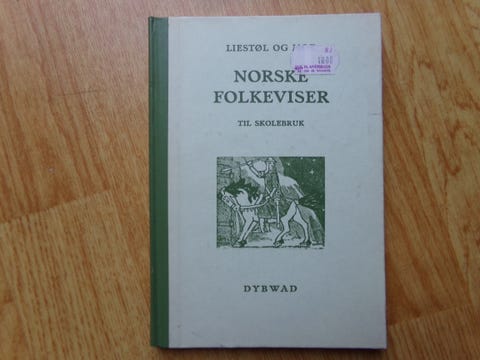 LIESTØL OG
NORSKE
FOLKEVISER
TIL SKOLEBRUK
DYBWAD